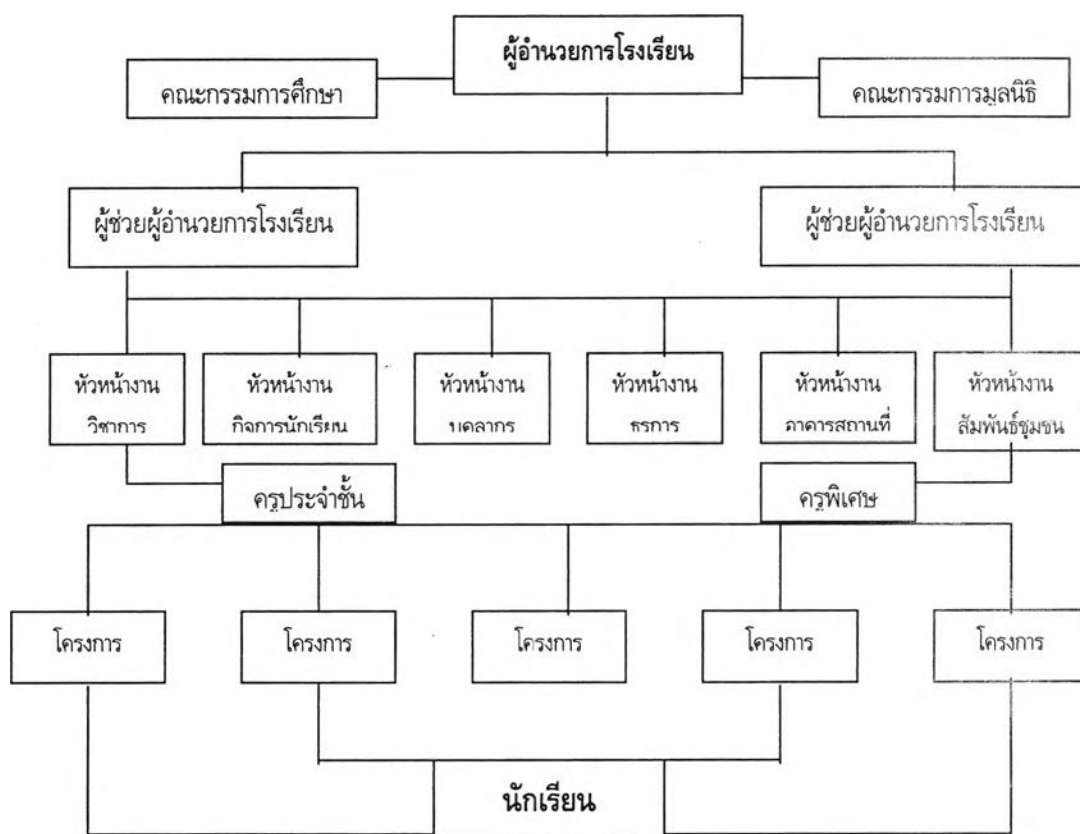 ผู้อำนวยการโรงเรียน
คณะกรรมการศึกษา
คณะกรรมการมูลนิธิ
ผู้ช่วยผู้อำนวยการโรงเรียน
ผู้ช่วยผู้อำนวยการโรงเรียน
หัวหน้างาน
วิชาการ
หัวหน้างาน
กิจการนักเรียน
หัวหน้างาน
บุคลากร
หัวหน้างาน
ธุรการ
หัวหน้างาน
อาคารสถานที่
หัวหน้างาน
สัมพันธ์ชุมชน
ครูประจำชั้น
ครูพิเศษ
โครงการ
โครงการ
โครงการ
โครงการ
โครงการ
นักเรียน